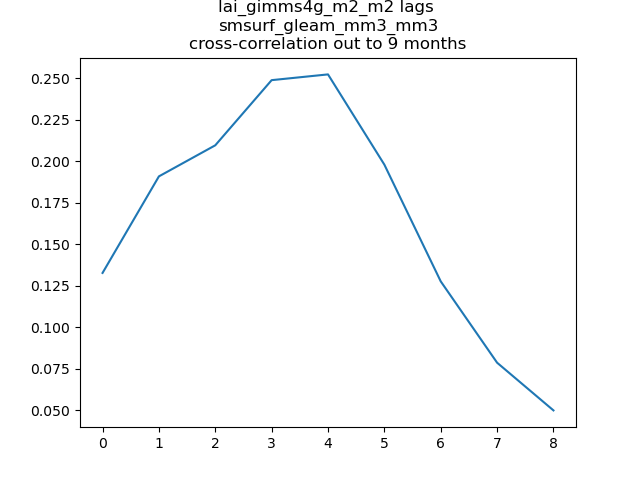 lai_gimms4g_m2_m2 lags
smsurf_gleam_mm3_mm3
cross-correlation out to 9 months
0.250
0.225
0.200
0.175
0.150
0.125
0.100
0.075
0.050
0 1 2 3 4 5 6 7 8